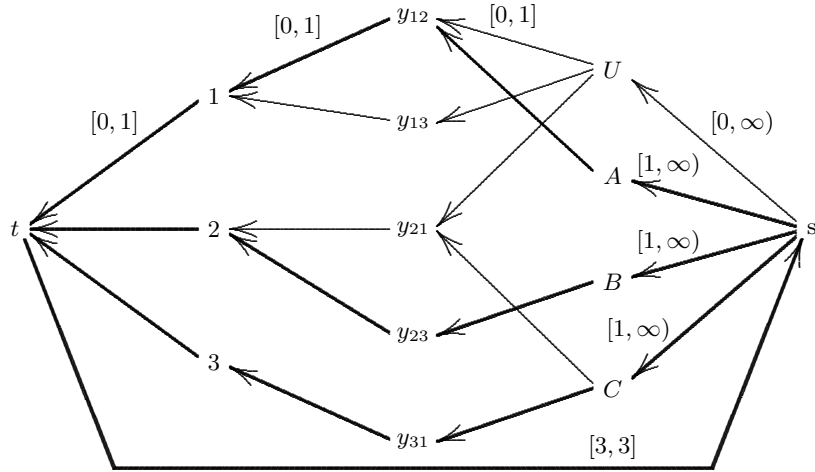 y₁₂
[0, 1]
[0, 1]
U
[0, 1]
1
y₁₃
[0, ∞)
A
[1, ∞)
t
2
y₂₁
s
[1, ∞)
B
y₂₃
[1, ∞)
3
C
y₃₁
[3, 3]